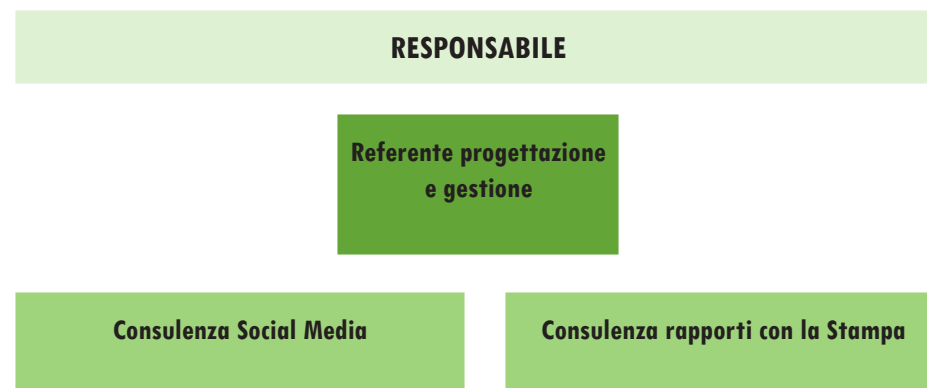 RESPONSABILE
Referente progettazione
e gestione
Consulenza Social Media
Consulenza rapporti con la Stampa